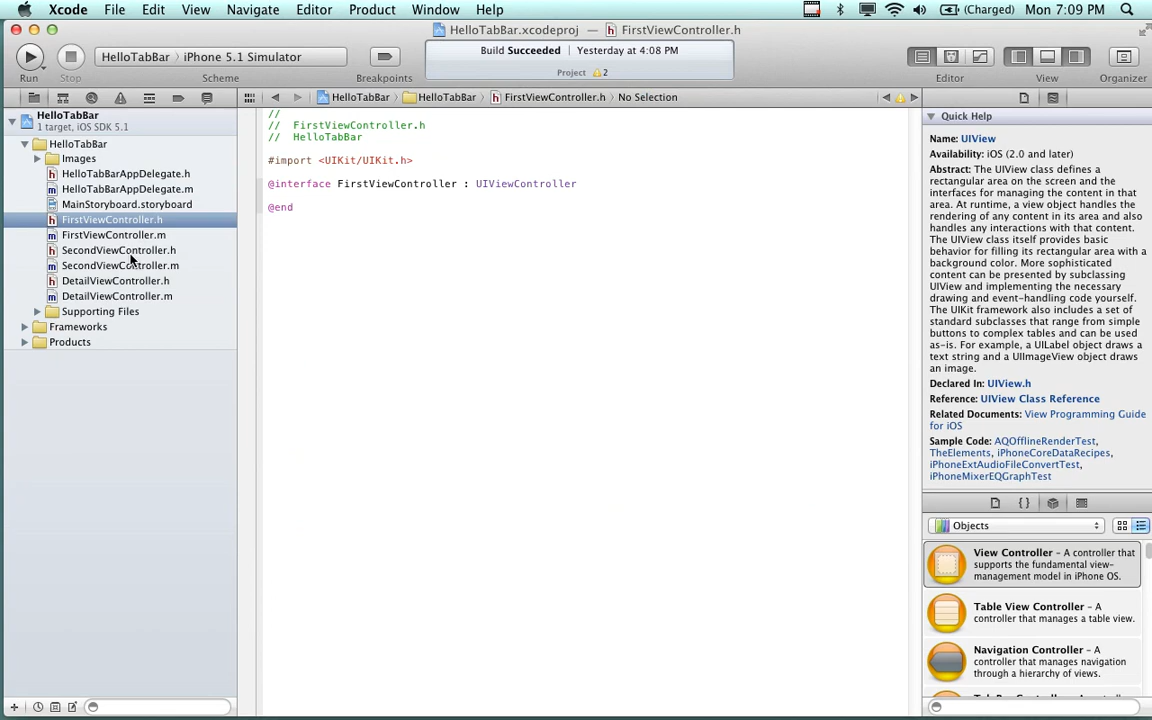 Xcode File Edit View Navigate Editor Product Window Help (Charged) Mon 7:09 PM
HelloTabBar.xcodeproj — FirstViewController.h
HelloTabBar iPhone 5.1 Simulator
Build Succeeded Yesterday at 4:08 PM
Project 2
Run Stop Scheme Breakpoints Editor View Organizer
HelloTabBar HelloTabBar FirstViewController.h No Selection
HelloTabBar
1 target, iOS SDK 5.1
HelloTabBar
Images
HelloTabBarAppDelegate.h
HelloTabBarAppDelegate.m
MainStoryboard.storyboard
FirstViewController.h
FirstViewController.m
SecondViewController.h
SecondViewController.m
DetailViewController.h
DetailViewController.m
Supporting Files
Frameworks
Products
//
// FirstViewController.h
// HelloTabBar
#import <UIKit/UIKit.h>
@interface FirstViewController : UIViewController
@end
Quick Help
Name: UIView
Availability: iOS (2.0 and later)
Abstract: The UIView class defines a
rectangular area on the screen and the
interfaces for managing the content in
that area. At runtime, a view object handles the
rendering of any content in its area and also
handles any interactions with that content.
The UIView class itself provides basic
behavior for filling its rectangular area with a
background color. More sophisticated
content can be presented by subclassing
UIView and implementing the necessary
drawing and event-handling code yourself.
The UIKit framework also includes a set of
standard subclasses that range from simple
buttons to complex tables and can be used
as-is. For example, a UILabel object draws a
text string and a UIImageView object draws
an image.
Declared In: UIView.h
Reference: UIView Class Reference
Related Documents: View Programming Guide
for iOS
Sample Code: AQOfflineRenderTest,
TheElements, iPhoneCoreDataRecipes,
iPhoneExtAudioFileConvertTest,
iPhoneMixerEQGraphTest
Objects
View Controller – A controller that
supports the fundamental view-
management model in iPhone OS.
Table View Controller – A
controller that manages a table view.
Navigation Controller – A
controller that manages navigation
through a hierarchy of views.